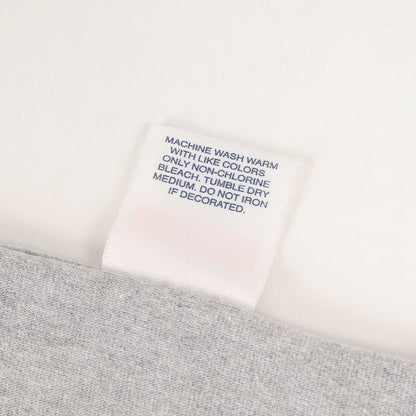 MACHINE WASH WARM
WITH LIKE COLORS
ONLY NON-CHLORINE
BLEACH. TUMBLE DRY
MEDIUM. DO NOT IRON
IF DECORATED.